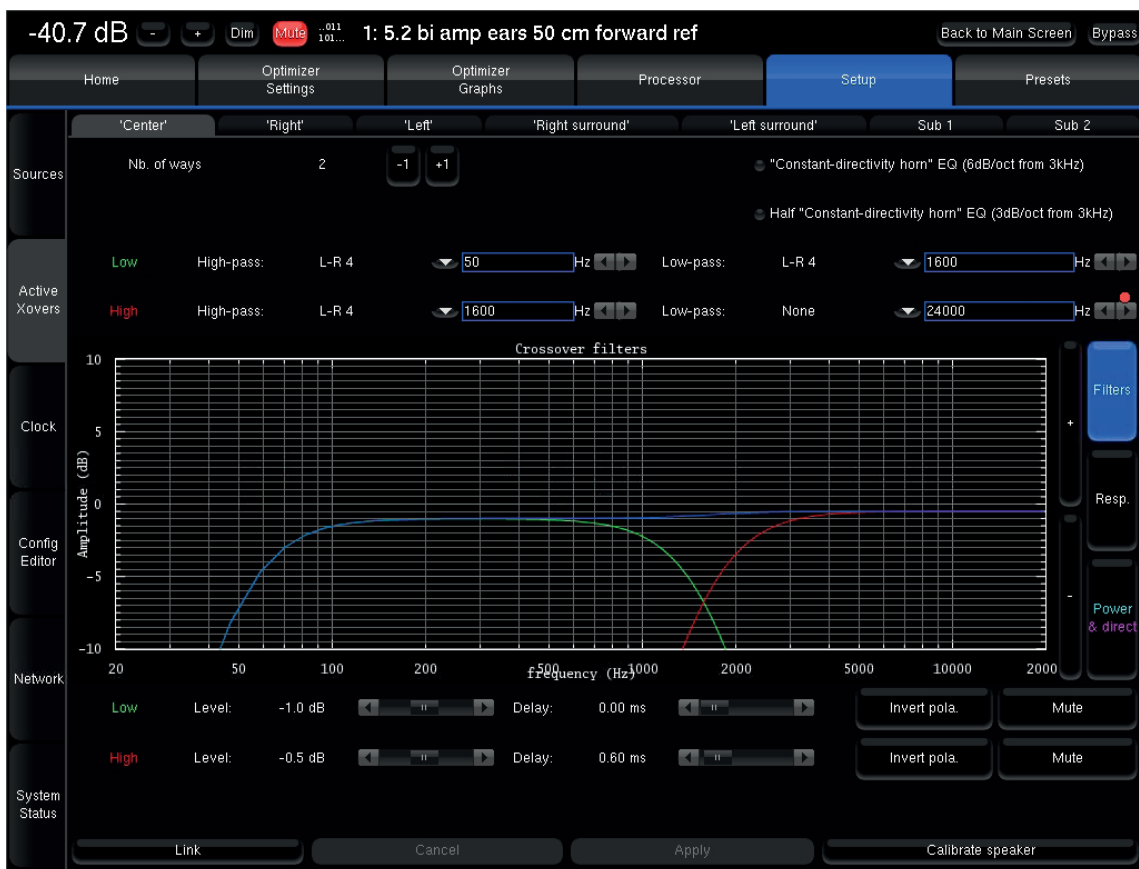 -40.7 dB - + Dim Mute ..011 101... 1: 5.2 bi amp ears 50 cm forward ref Back to Main Screen Bypass
Home Optimizer Settings Optimizer Graphs Processor Setup Presets
'Center' 'Right' 'Left' 'Right surround' 'Left surround' Sub 1 Sub 2
Sources
Nb. of ways 2 -1 +1 "Constant-directivity horn" EQ (6dB/oct from 3kHz)
Half "Constant-directivity horn" EQ (3dB/oct from 3kHz)
Low High-pass: L-R 4 50 Hz Low-pass: L-R 4 1600 Hz
Active Xovers
High High-pass: L-R 4 1600 Hz Low-pass: None 24000 Hz
Crossover filters
10
5
0
-5
-10
Amplitude (dB)
20 50 100 200 500 1000 2000 5000 10000 2000
frequency (Hz)
+
-
Filters
Resp.
Power & direct
Clock
Config Editor
Network
Low Level: -1.0 dB Delay: 0.00 ms Invert pola. Mute
High Level: -0.5 dB Delay: 0.60 ms Invert pola. Mute
System Status
Link Cancel Apply Calibrate speaker